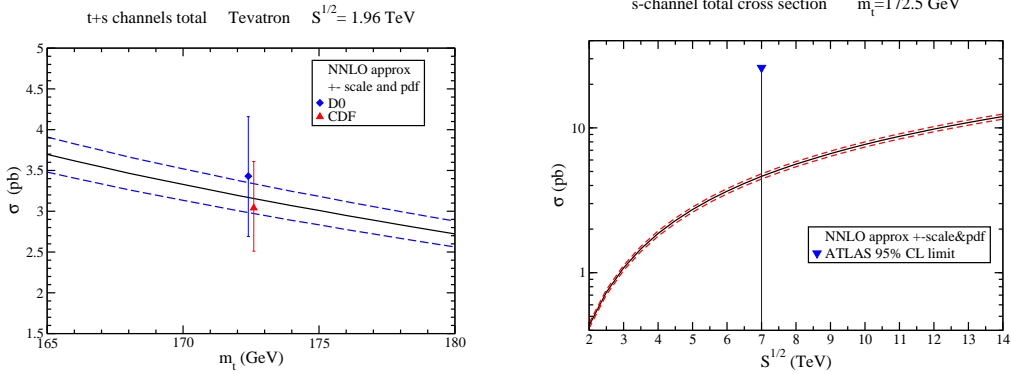 t+s channels total Tevatron S^1/2= 1.96 TeV
5
4.5
4
3.5
3
2.5
2
1.5
σ (pb)
NNLO approx
+- scale and pdf
D0
CDF
165 170 175 180
m_t (GeV)
s-channel total cross section m_t=172.5 GeV
10
1
σ (pb)
NNLO approx +-scale&pdf
ATLAS 95% CL limit
2 3 4 5 6 7 8 9 10 11 12 13 14
S^1/2 (TeV)